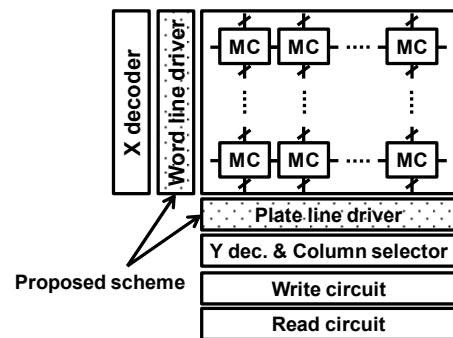 X decoder
Word line driver
MC MC ···· MC
MC MC ···· MC
Plate line driver
Y dec. & Column selector
Proposed scheme
Write circuit
Read circuit